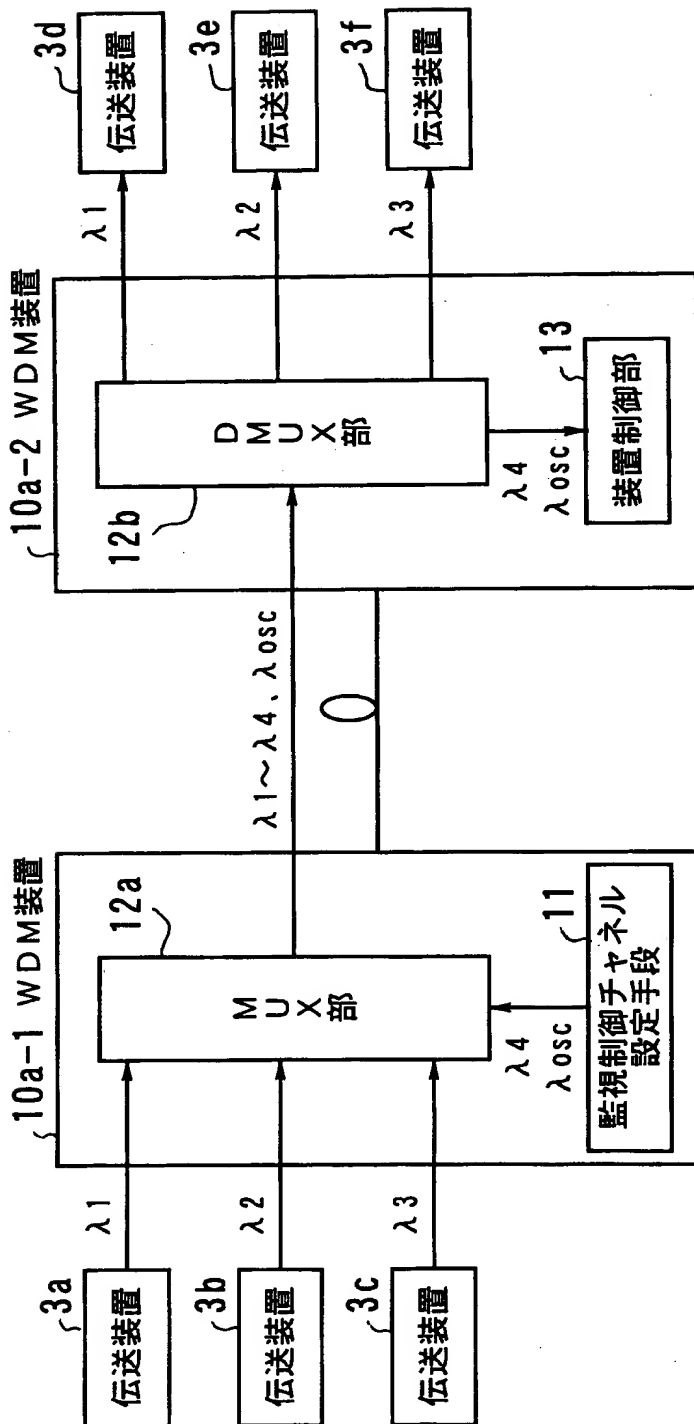 10a-1 WDM装置
3a
伝送装置
λ1
3b
伝送装置
λ2
3c
伝送装置
λ3
12a
MUX部
λ4
λosc
11
監視制御チャネル
設定手段
λ1~λ4、λosc
10a-2 WDM装置
12b
DMUX部
λ4
λosc
13
装置制御部
λ1
3d
伝送装置
λ2
3e
伝送装置
λ3
3f
伝送装置